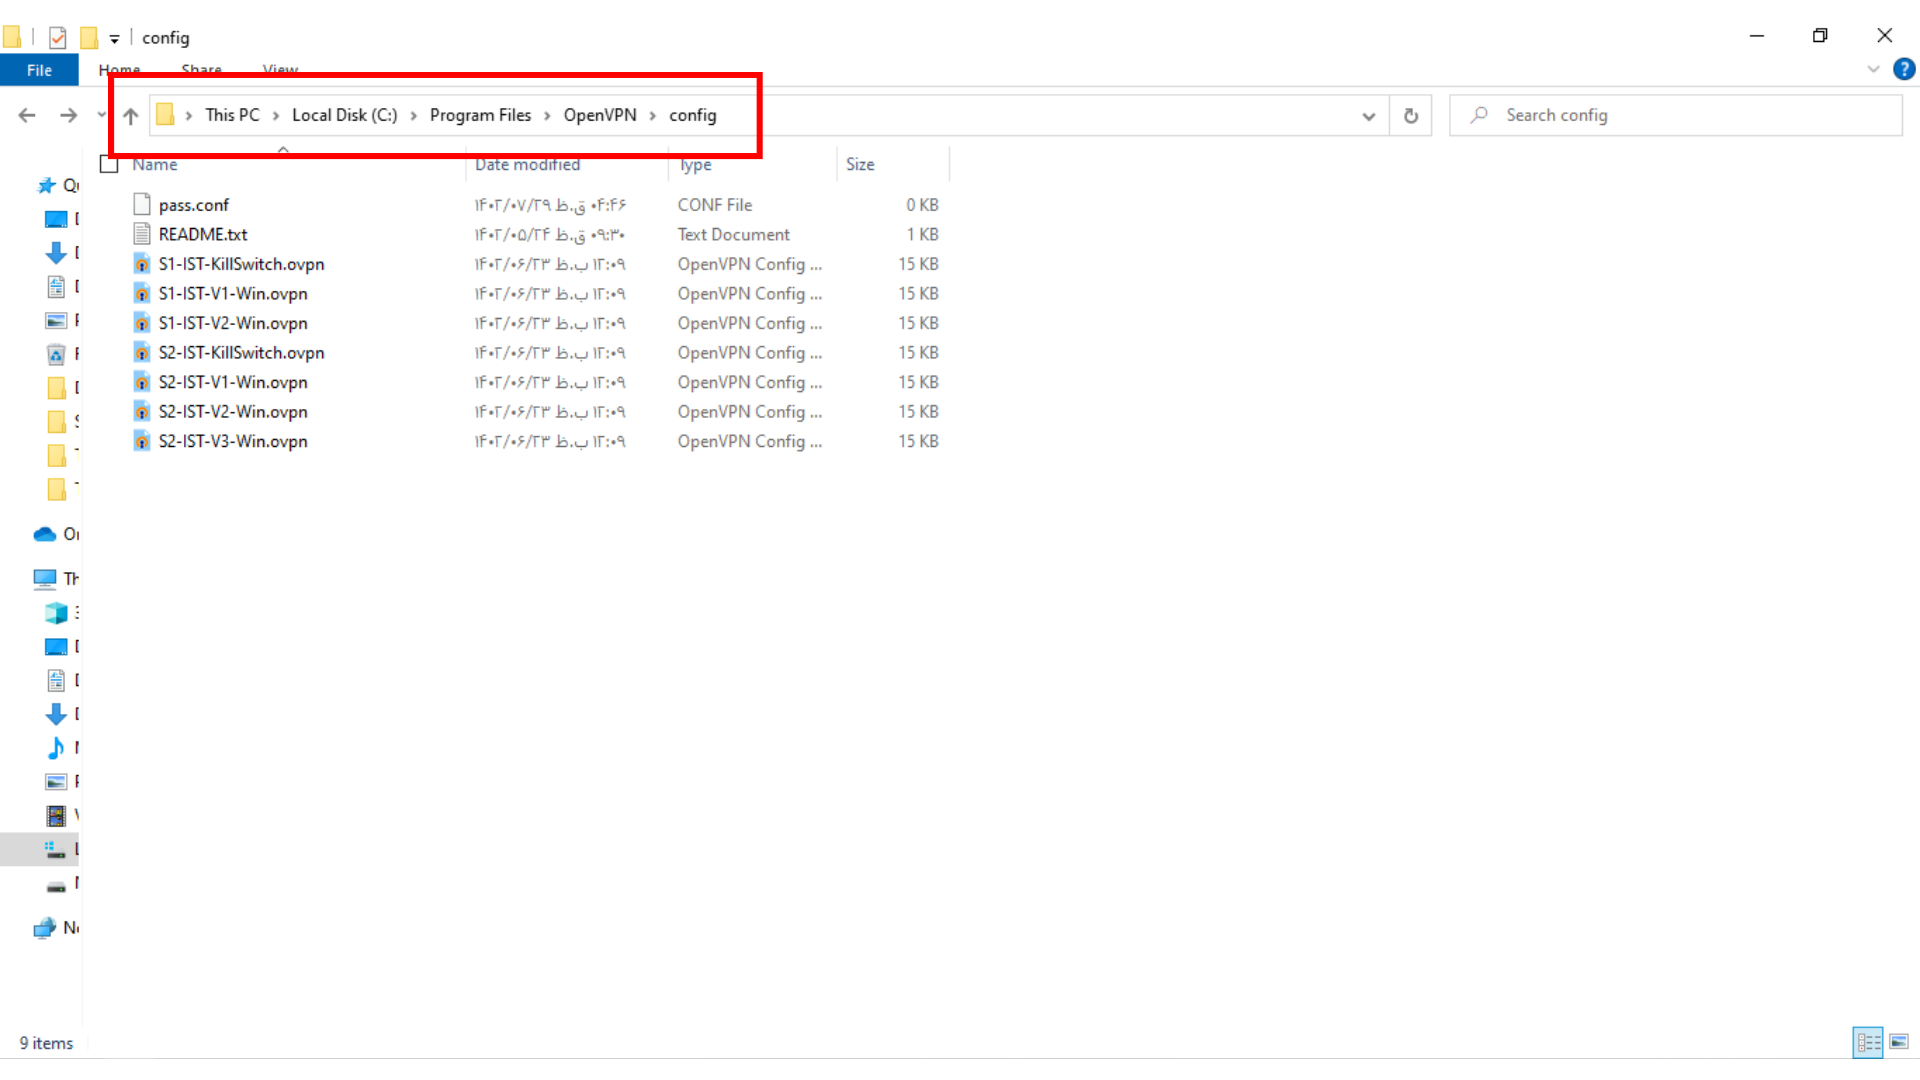 config
File Home Share View
This PC > Local Disk (C:) > Program Files > OpenVPN > config
Search config
Name Date modified Type Size
pass.conf ۱۴۰۲/۰۷/۲۹ ۰۴:۴۶ ق.ظ CONF File 0 KB
README.txt ۱۴۰۲/۰۵/۲۴ ۰۹:۳۰ ق.ظ Text Document 1 KB
S1-IST-KillSwitch.ovpn ۱۴۰۲/۰۶/۲۳ ۱۲:۰۹ ب.ظ OpenVPN Config ... 15 KB
S1-IST-V1-Win.ovpn ۱۴۰۲/۰۶/۲۳ ۱۲:۰۹ ب.ظ OpenVPN Config ... 15 KB
S1-IST-V2-Win.ovpn ۱۴۰۲/۰۶/۲۳ ۱۲:۰۹ ب.ظ OpenVPN Config ... 15 KB
S2-IST-KillSwitch.ovpn ۱۴۰۲/۰۶/۲۳ ۱۲:۰۹ ب.ظ OpenVPN Config ... 15 KB
S2-IST-V1-Win.ovpn ۱۴۰۲/۰۶/۲۳ ۱۲:۰۹ ب.ظ OpenVPN Config ... 15 KB
S2-IST-V2-Win.ovpn ۱۴۰۲/۰۶/۲۳ ۱۲:۰۹ ب.ظ OpenVPN Config ... 15 KB
S2-IST-V3-Win.ovpn ۱۴۰۲/۰۶/۲۳ ۱۲:۰۹ ب.ظ OpenVPN Config ... 15 KB
9 items